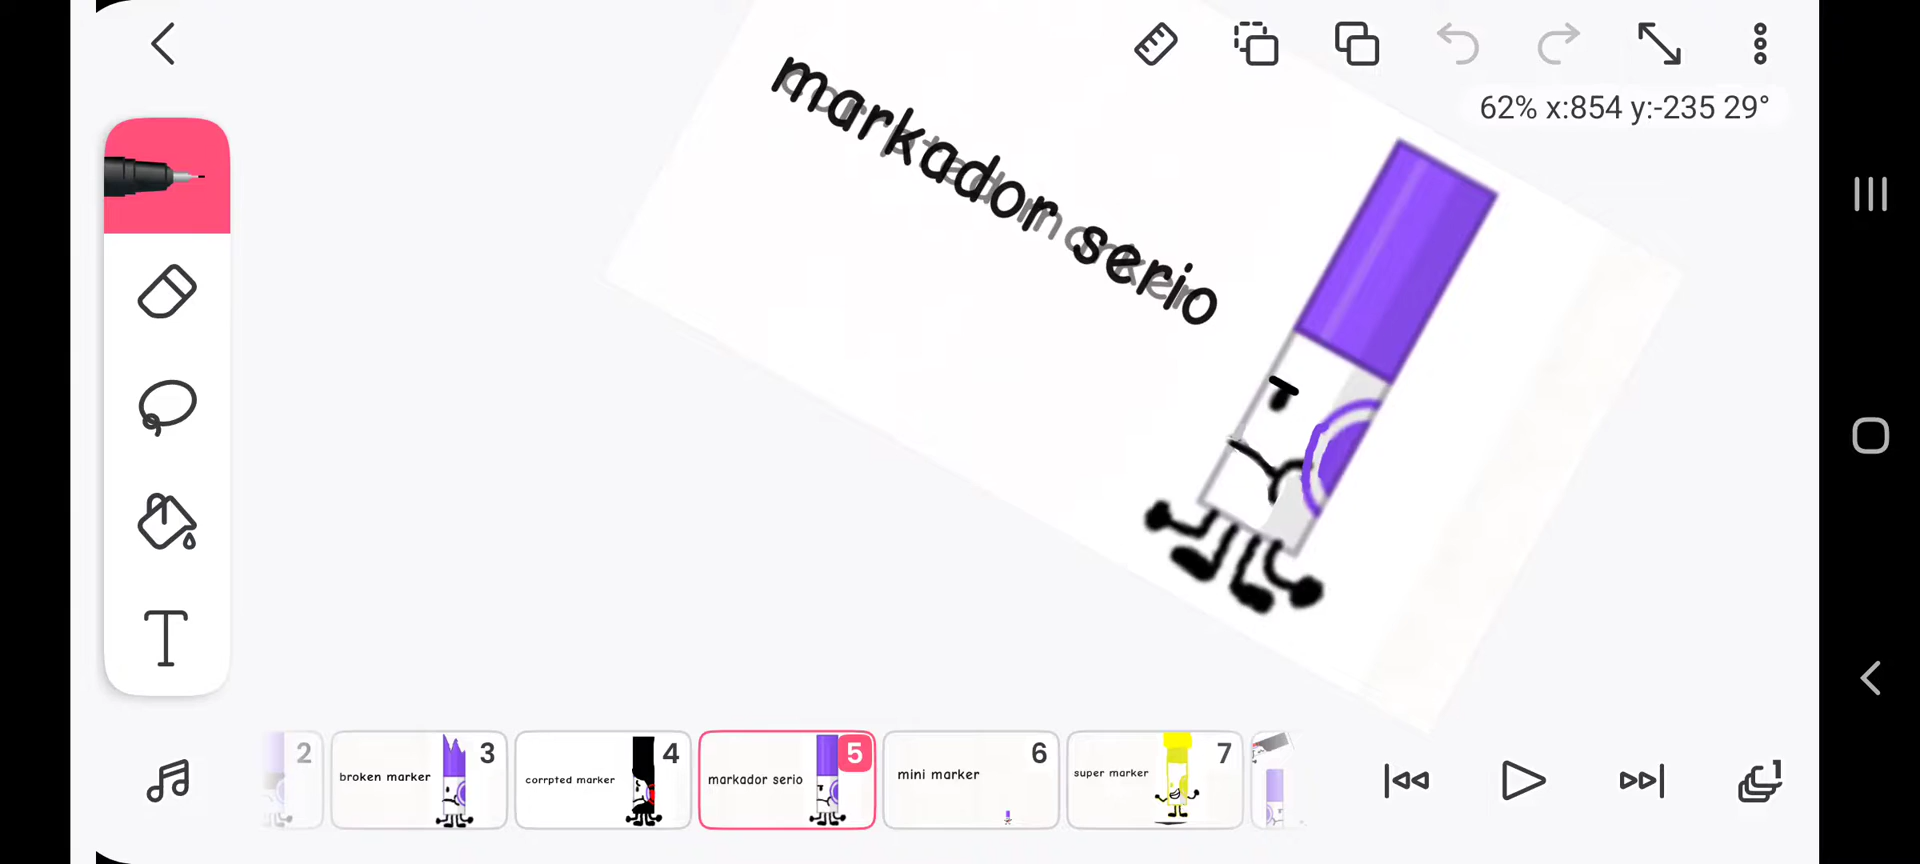 62% x:854 y:-235 29°
markador serio
2
broken marker
3
corrpted marker
4
markador serio
5
mini marker
6
super marker
7